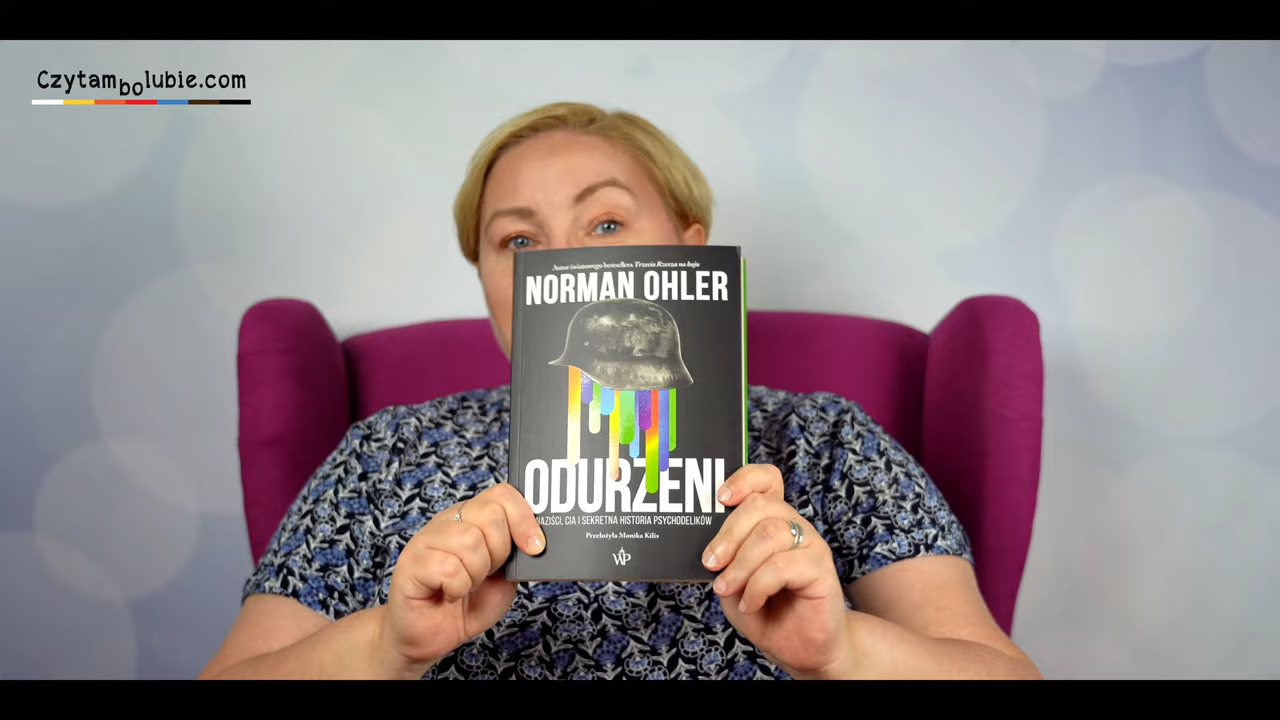 Czytambolubie.com
Autor światowego bestsellera Trzecia Rzesza na haju
NORMAN OHLER
ODURZENI
CIA I SEKRETNA HISTORIA PSYCHODELIKÓW
Przełożyła Monika Kilis
WP